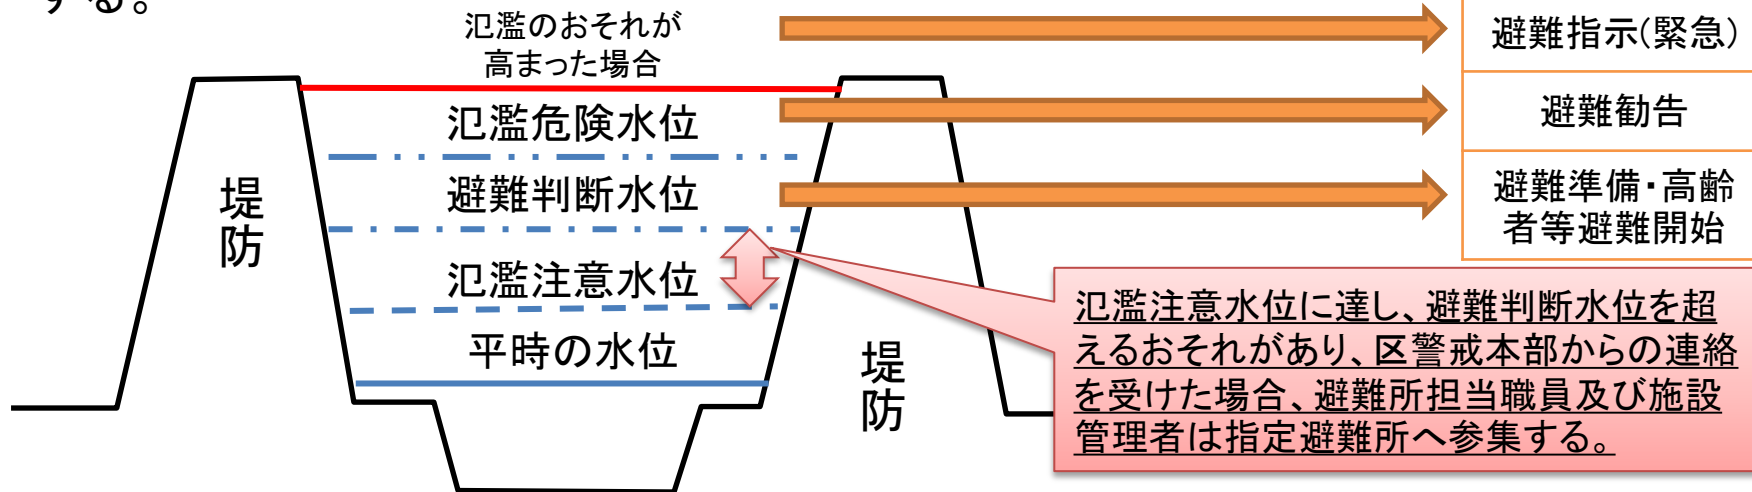 する。
氾濫のおそれが
高まった場合
避難指示(緊急)
氾濫危険水位
避難勧告
避難判断水位
避難準備・高齢
者等避難開始
堤
防
氾濫注意水位
平時の水位
堤
防
氾濫注意水位に達し、避難判断水位を超
えるおそれがあり、区警戒本部からの連絡
を受けた場合、避難所担当職員及び施設
管理者は指定避難所へ参集する。